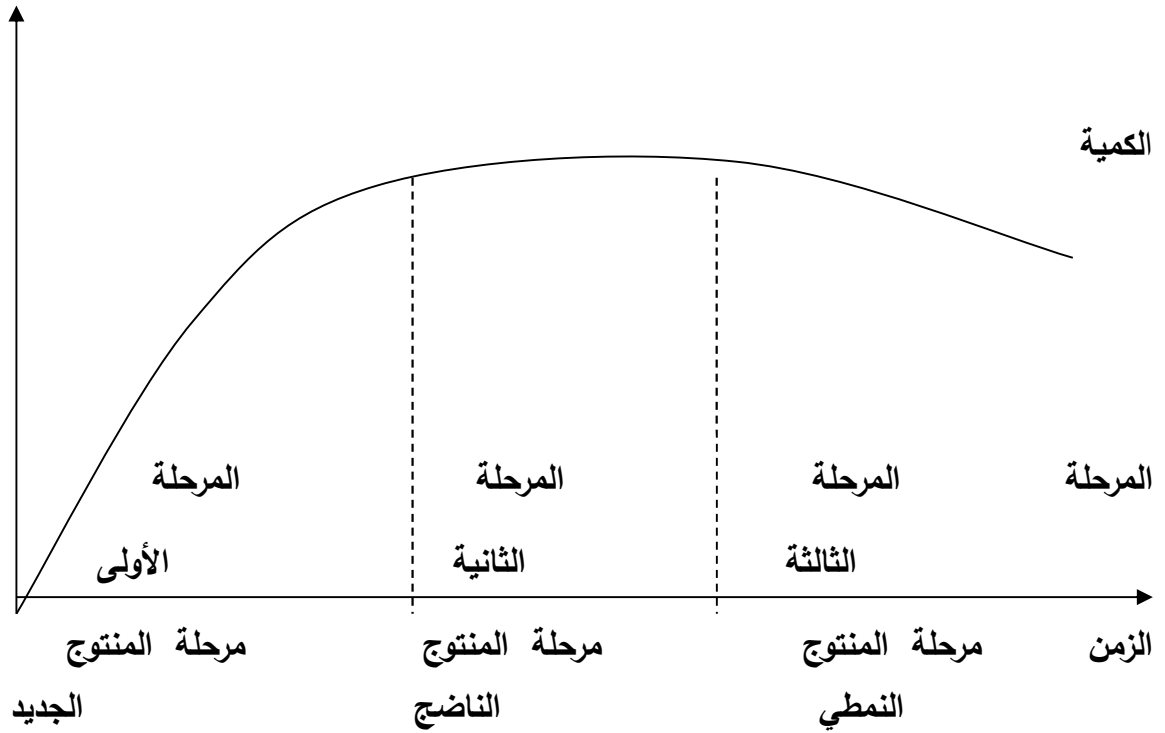 الكمية
المرحلة المرحلة المرحلة المرحلة
الثالثة الثانية الأولى
الزمن مرحلة المنتوج مرحلة المنتوج مرحلة المنتوج
النمطي الناضج الجديد